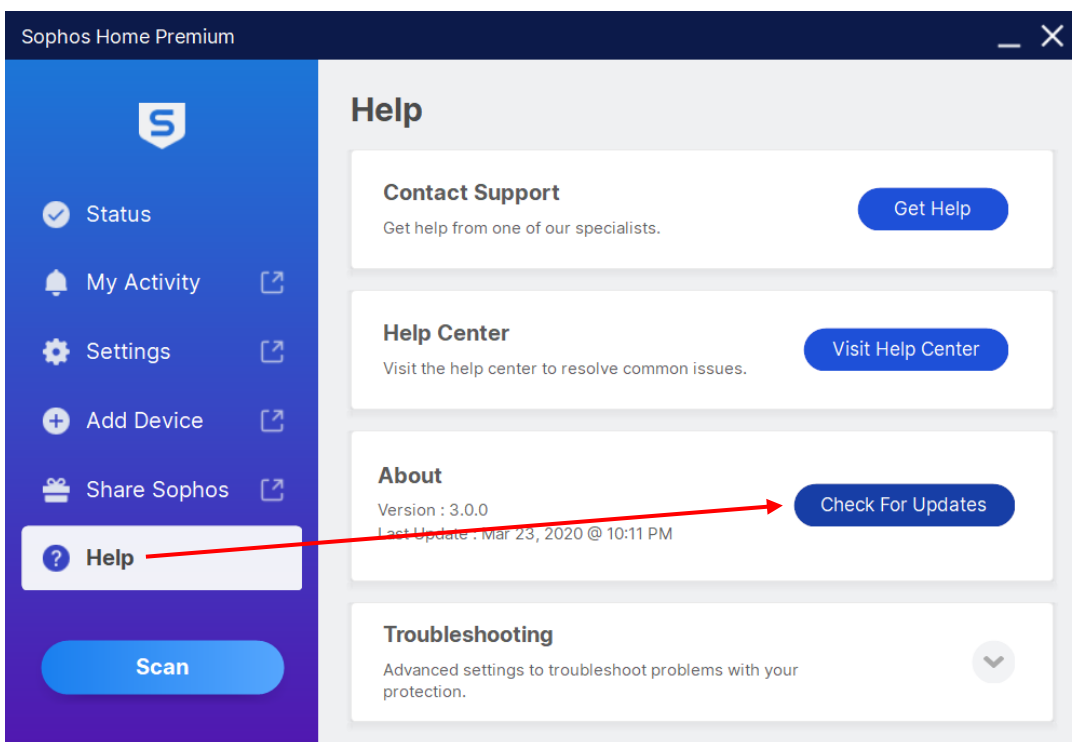 Sophos Home Premium
S
Status
My Activity
Settings
Add Device
Share Sophos
? Help
Scan
Help
Contact Support
Get help from one of our specialists.
Get Help
Help Center
Visit the help center to resolve common issues.
Visit Help Center
About
Version : 3.0.0
Last Update : Mar 23, 2020 @ 10:11 PM
Check For Updates
Troubleshooting
Advanced settings to troubleshoot problems with your
protection.